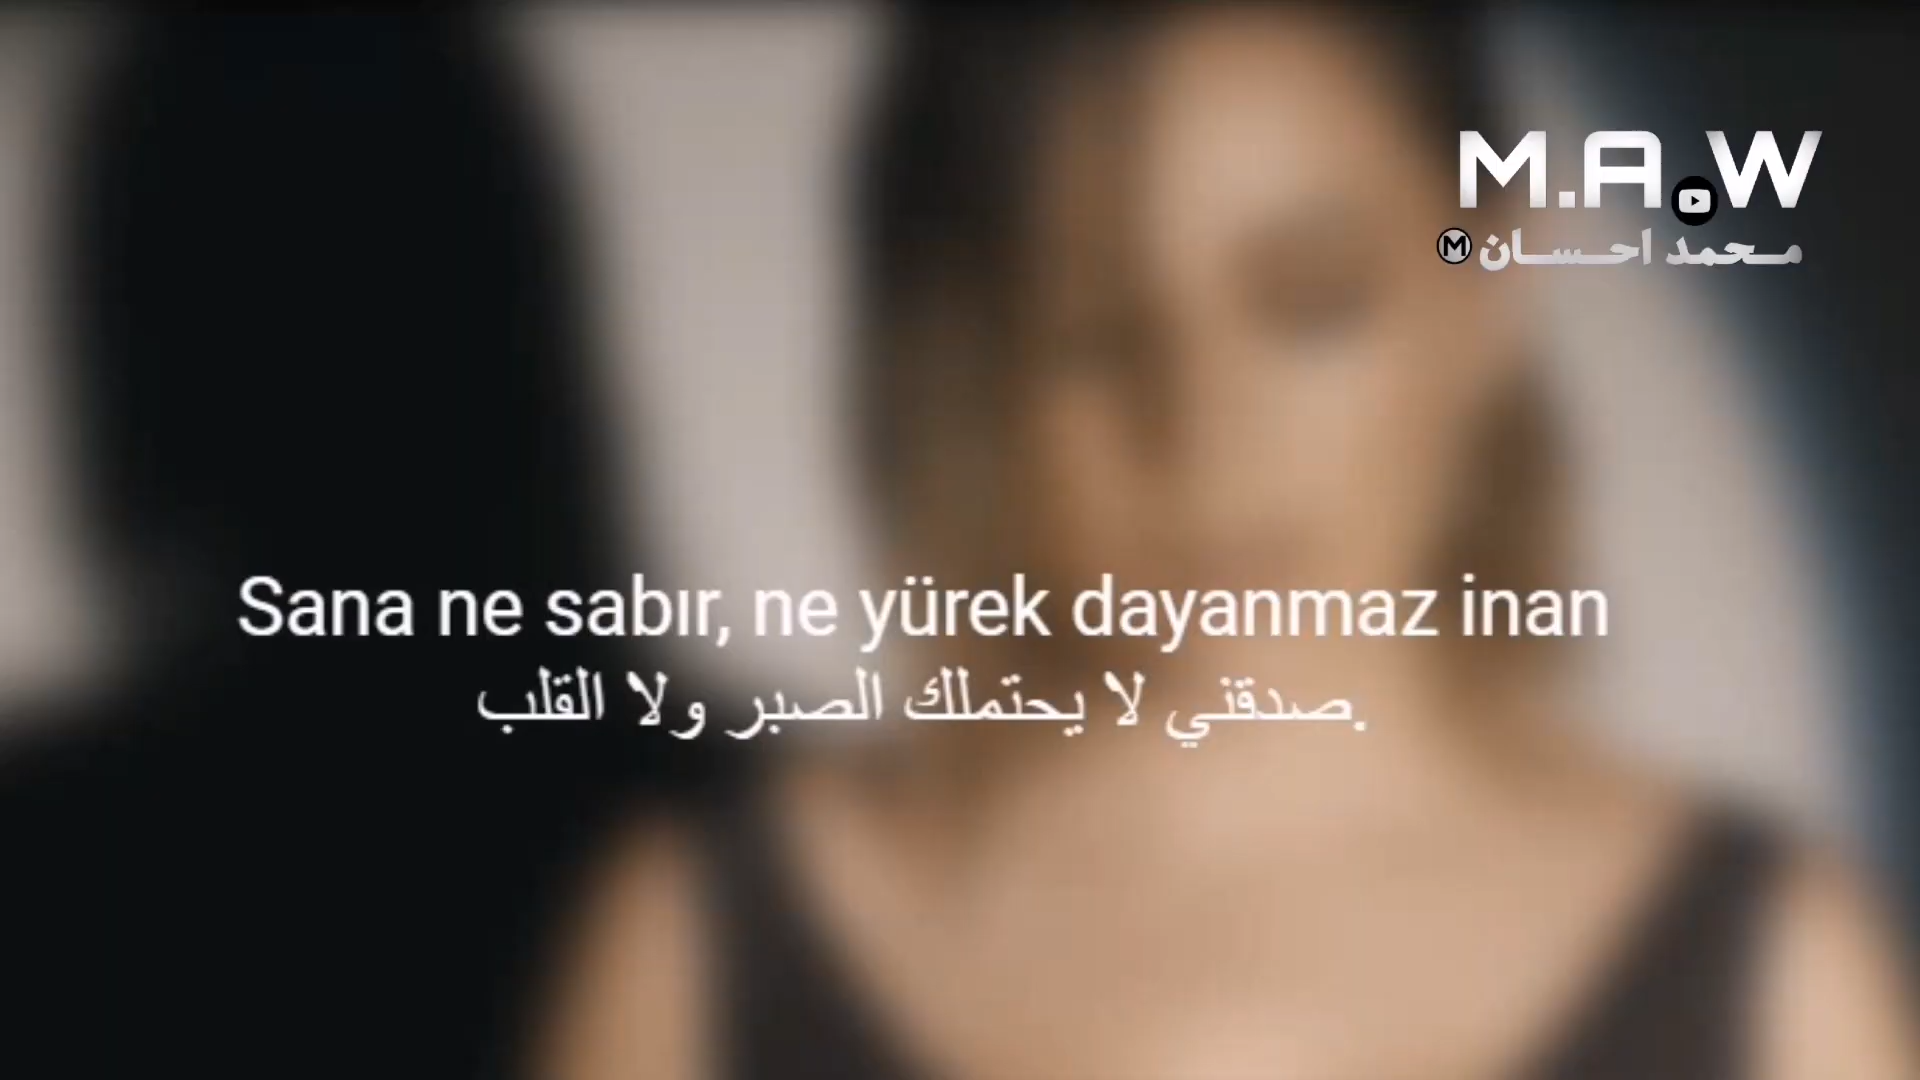 M.A.W
محمد احسان M
Sana ne sabır, ne yürek dayanmaz inan
صدقني لا يحتملك الصبر ولا القلب.